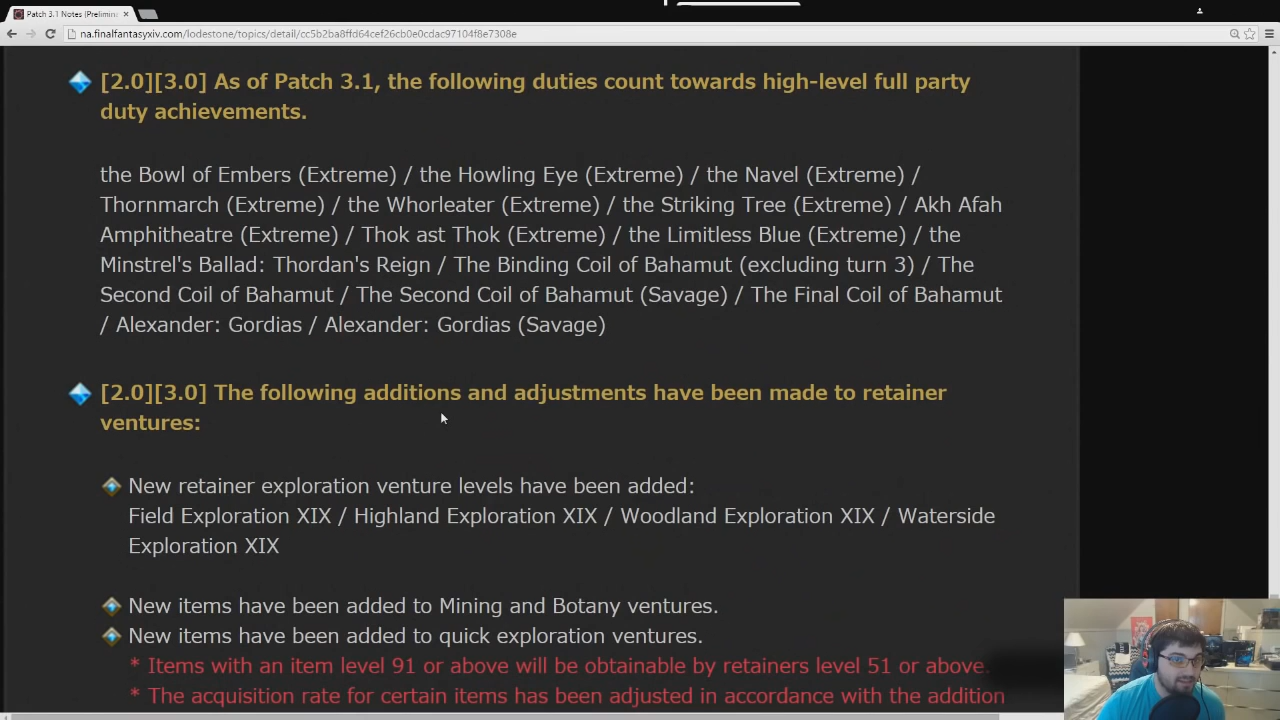 Patch 3.1 Notes (Prelimin
na.finalfantasyxiv.com/lodestone/topics/detail/cc5b2ba8ffd64cef26cb0e0cdac97104f8e7308e
[2.0][3.0] As of Patch 3.1, the following duties count towards high-level full party
duty achievements.
the Bowl of Embers (Extreme) / the Howling Eye (Extreme) / the Navel (Extreme) /
Thornmarch (Extreme) / the Whorleater (Extreme) / the Striking Tree (Extreme) / Akh Afah
Amphitheatre (Extreme) / Thok ast Thok (Extreme) / the Limitless Blue (Extreme) / the
Minstrel's Ballad: Thordan's Reign / The Binding Coil of Bahamut (excluding turn 3) / The
Second Coil of Bahamut / The Second Coil of Bahamut (Savage) / The Final Coil of Bahamut
/ Alexander: Gordias / Alexander: Gordias (Savage)
[2.0][3.0] The following additions and adjustments have been made to retainer
ventures:
New retainer exploration venture levels have been added:
Field Exploration XIX / Highland Exploration XIX / Woodland Exploration XIX / Waterside
Exploration XIX
New items have been added to Mining and Botany ventures.
New items have been added to quick exploration ventures.
* Items with an item level 91 or above will be obtainable by retainers level 51 or above.
* The acquisition rate for certain items has been adjusted in accordance with the addition